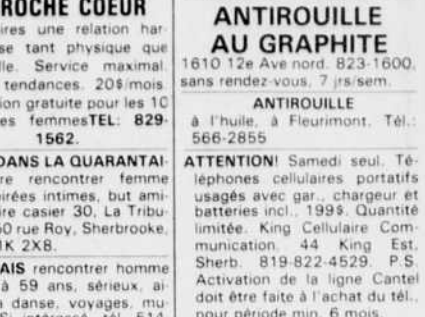 ROCHE COEUR
ires une relation har-
se tant physique que
lle. Service maximal.
tendances. 20$/mois.
ion gratuite pour les 10
es femmesTEL: 829-
1562.
DANS LA QUARANTAI-
re rencontrer femme
irées intimes, but ami-
ire casier 30, La Tribu-
50 rue Roy, Sherbrooke,
1K 2X8.
AIS rencontrer homme
à 59 ans, sérieux, ai-
a danse, voyages, mu-
Si intéressé, tél. 514-
ANTIROUILLE
AU GRAPHITE
1610 12e Ave nord. 823-1600,
sans rendez-vous, 7 jrs/sem.
ANTIROUILLE
à l'huile, à Fleurimont. Tél.:
566-2855
ATTENTION! Samedi seul. Té-
léphones cellulaires portatifs
usagés avec gar., chargeur et
batteries incl., 199$. Quantité
limitée. King Cellulaire Com-
munication, 44 King Est,
Sherb. 819-822-4529. P.S.
Activation de la ligne Cantel
doit être faite à l'achat du tél.,
pour période min. 6 mois.